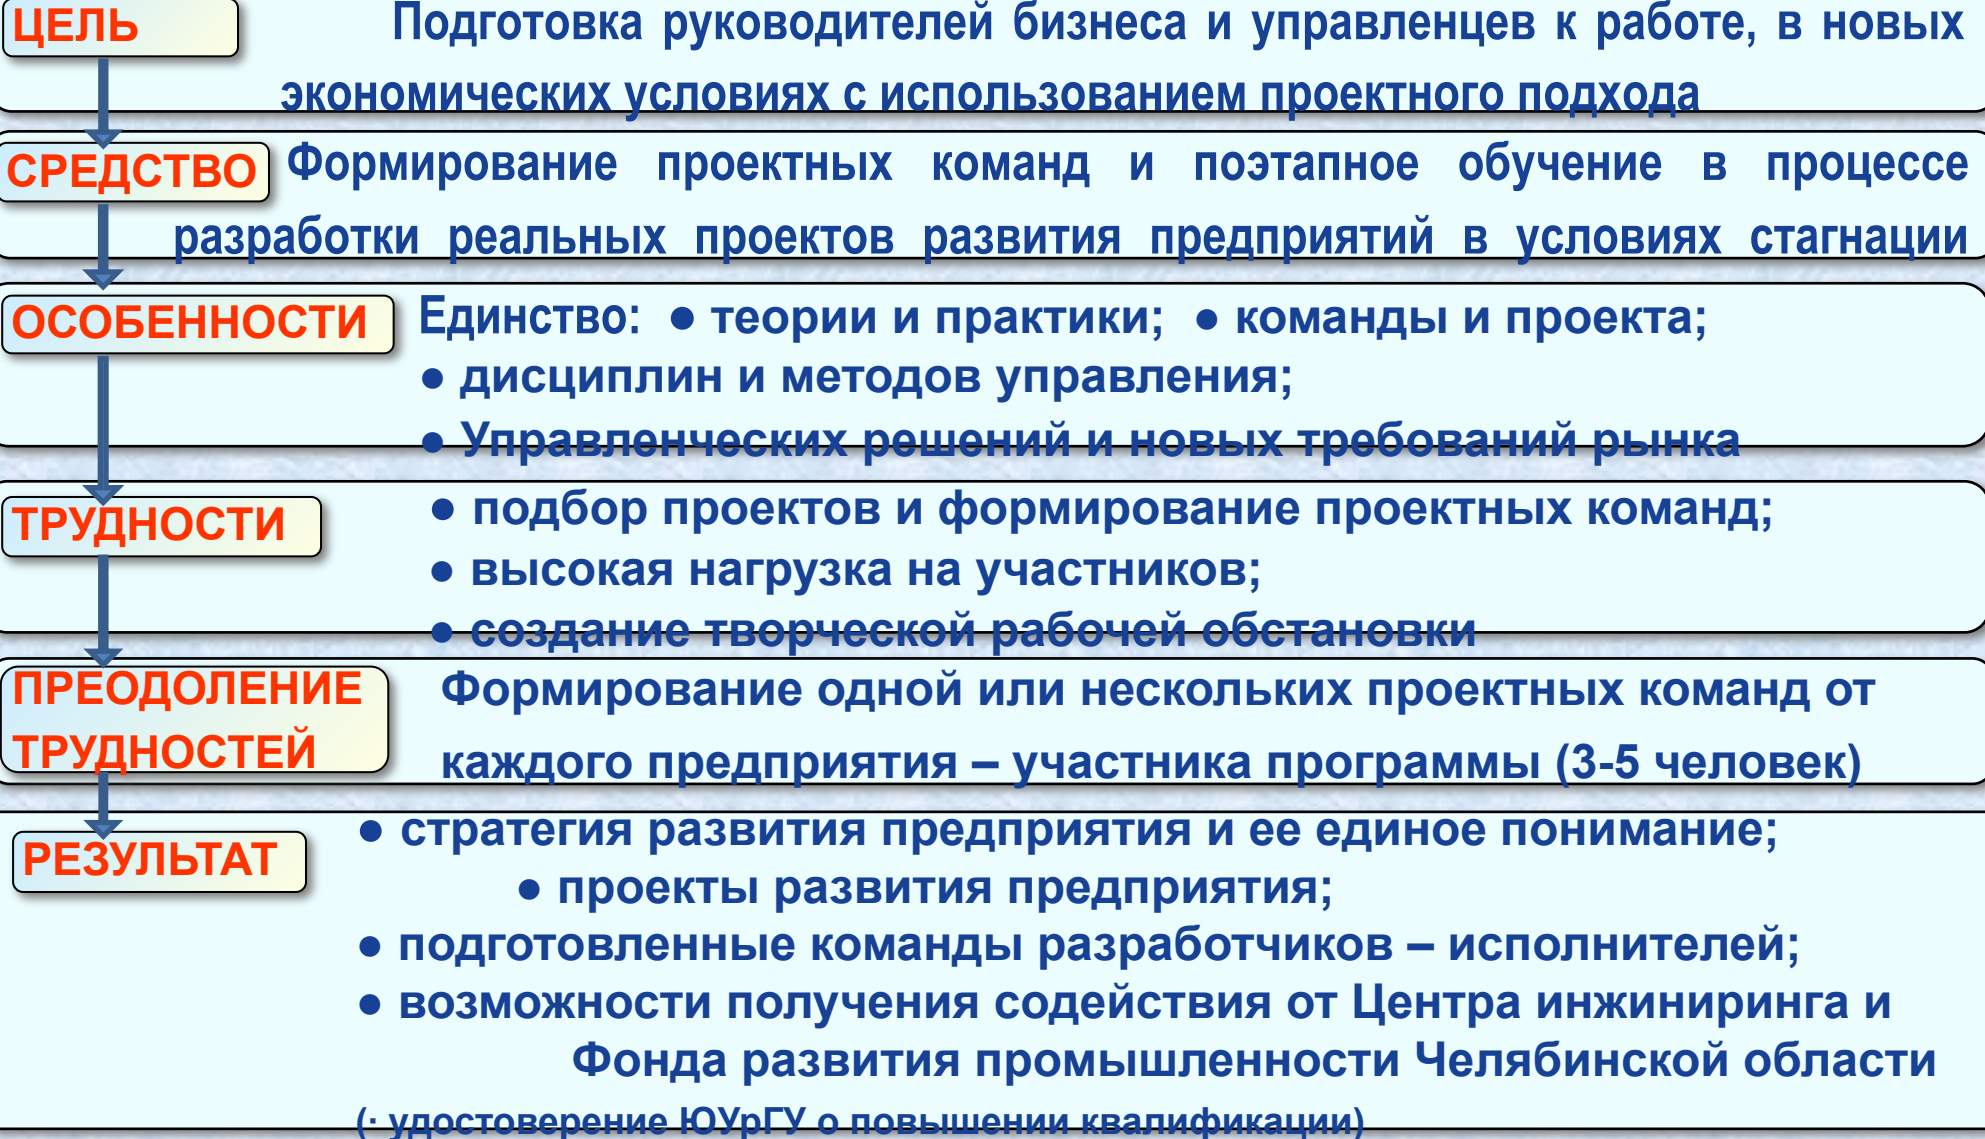 ЦЕЛЬ
Подготовка руководителей бизнеса и управленцев к работе, в новых
экономических условиях с использованием проектного подхода
СРЕДСТВО
Формирование проектных команд и поэтапное обучение в процессе
разработки реальных проектов развития предприятий в условиях стагнации
ОСОБЕННОСТИ
Единство: ● теории и практики; ● команды и проекта;
● дисциплин и методов управления;
● Управленческих решений и новых требований рынка
ТРУДНОСТИ
● подбор проектов и формирование проектных команд;
● высокая нагрузка на участников;
● создание творческой рабочей обстановки
ПРЕОДОЛЕНИЕ
ТРУДНОСТЕЙ
Формирование одной или нескольких проектных команд от
каждого предприятия – участника программы (3-5 человек)
РЕЗУЛЬТАТ
● стратегия развития предприятия и ее единое понимание;
● проекты развития предприятия;
● подготовленные команды разработчиков – исполнителей;
● возможности получения содействия от Центра инжиниринга и
Фонда развития промышленности Челябинской области
(· удостоверение ЮУрГУ о повышении квалификации)